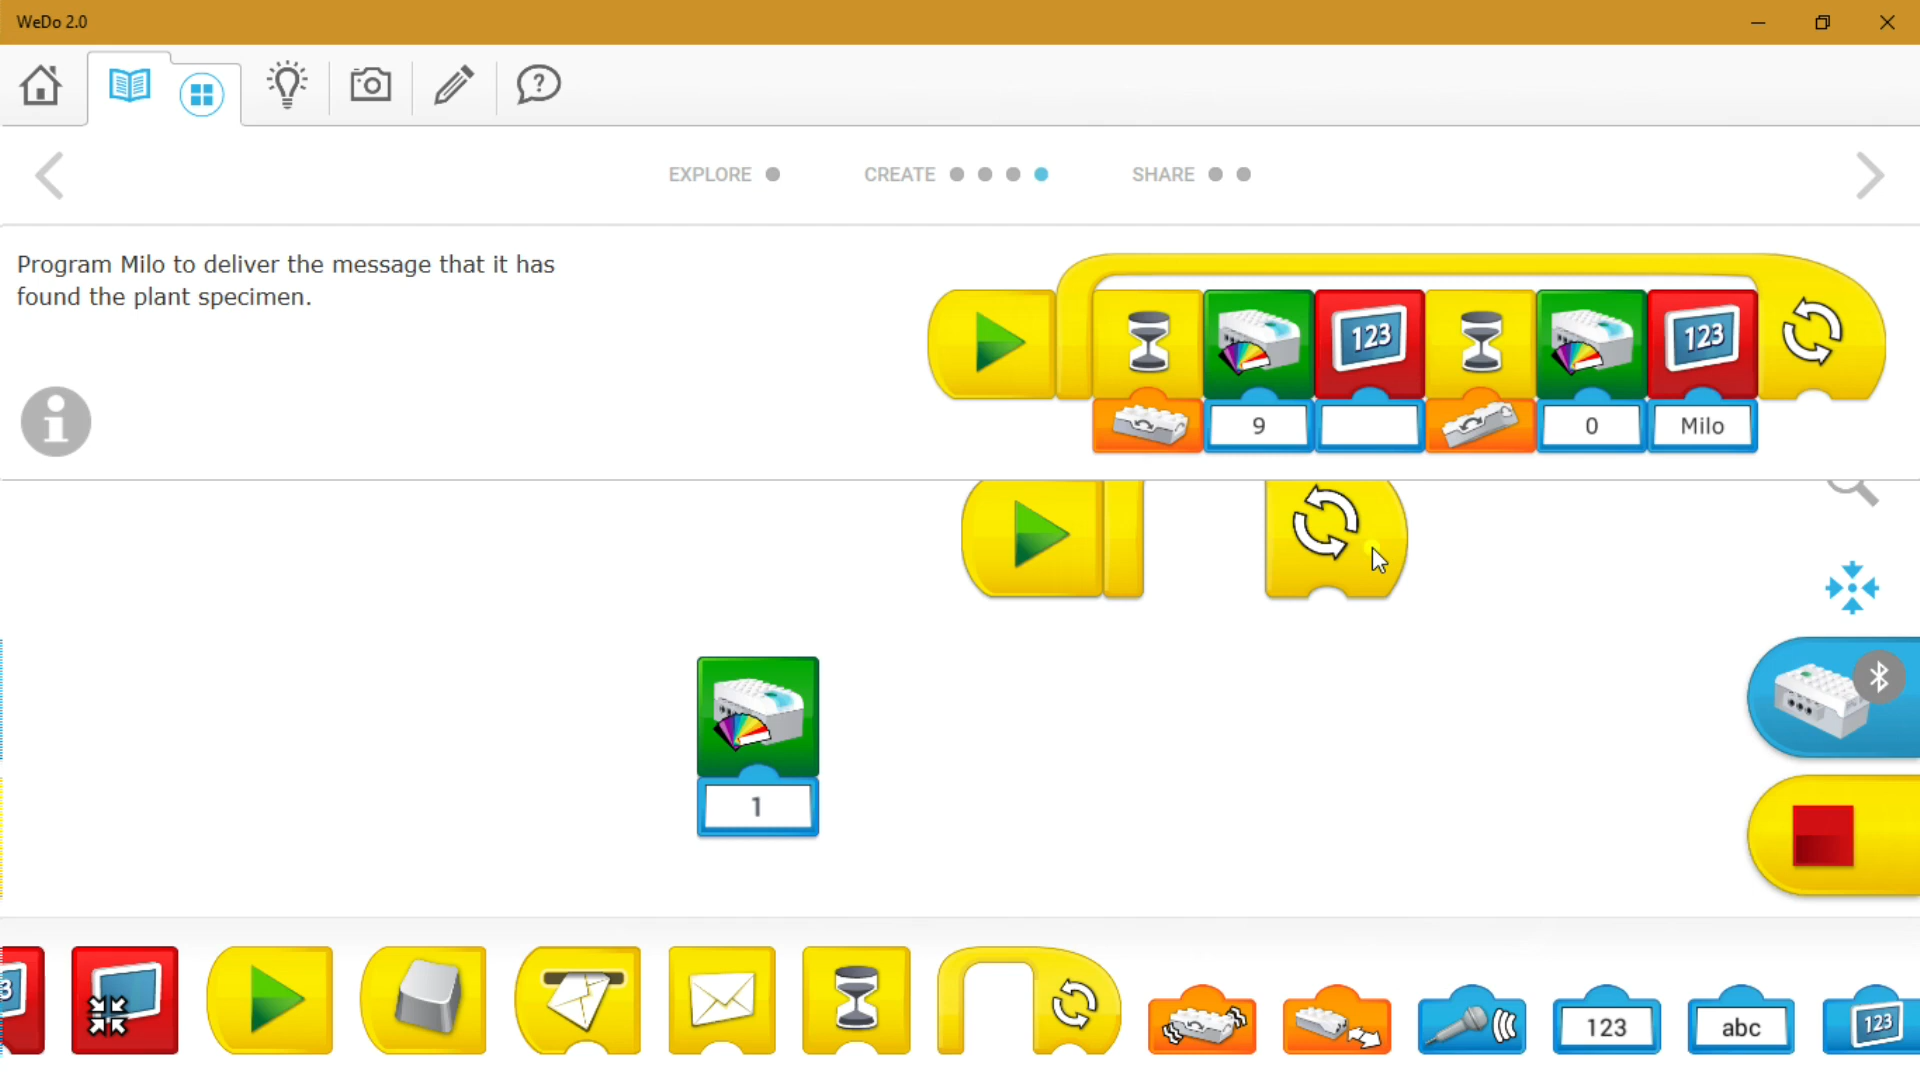 WeDo 2.0
EXPLORE CREATE SHARE
Program Milo to deliver the message that it has
found the plant specimen.
123 123
9 0 Milo
1
3
123 abc 123